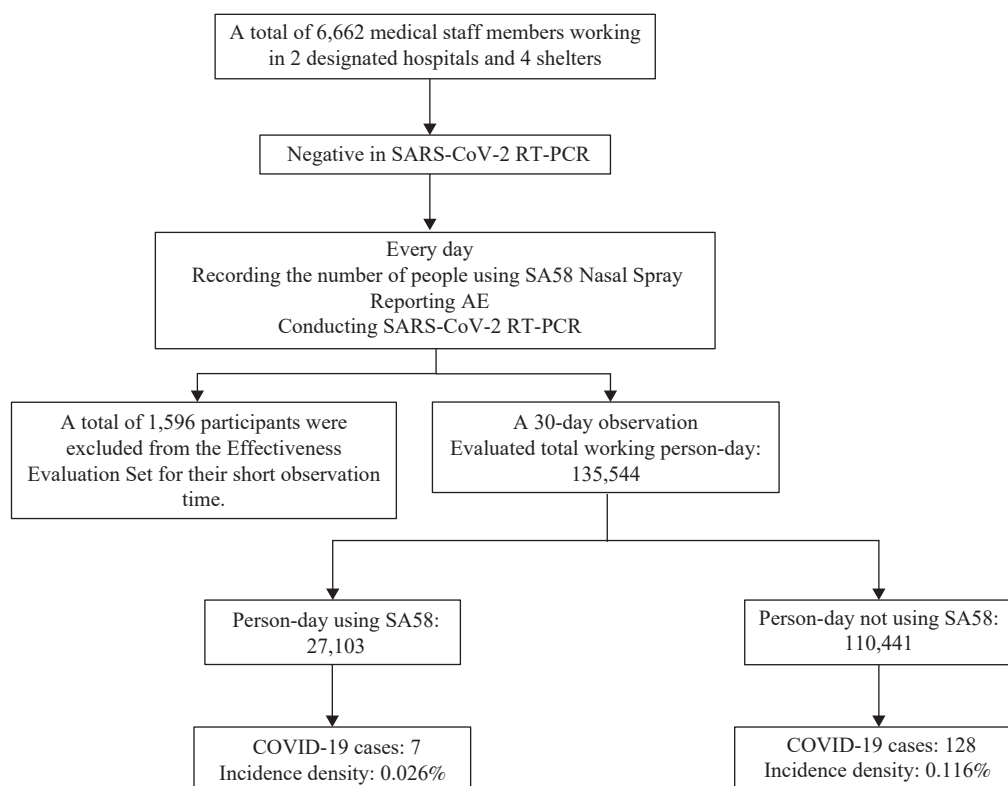 A total of 6,662 medical staff members working
in 2 designated hospitals and 4 shelters
Negative in SARS-CoV-2 RT-PCR
Every day
Recording the number of people using SA58 Nasal Spray
Reporting AE
Conducting SARS-CoV-2 RT-PCR
A total of 1,596 participants were
excluded from the Effectiveness
Evaluation Set for their short observation
time.
A 30-day observation
Evaluated total working person-day:
135,544
Person-day using SA58:
27,103
Person-day not using SA58:
110,441
COVID-19 cases: 7
Incidence density: 0.026%
COVID-19 cases: 128
Incidence density: 0.116%